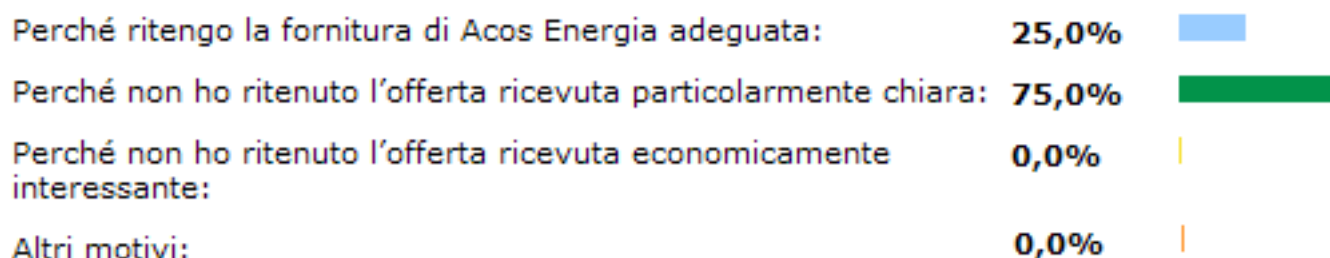 Perché ritengo la fornitura di Acos Energia adeguata: 25,0%
Perché non ho ritenuto l’offerta ricevuta particolarmente chiara: 75,0%
Perché non ho ritenuto l’offerta ricevuta economicamente 0,0%
interessante:
Altri motivi: 0,0%